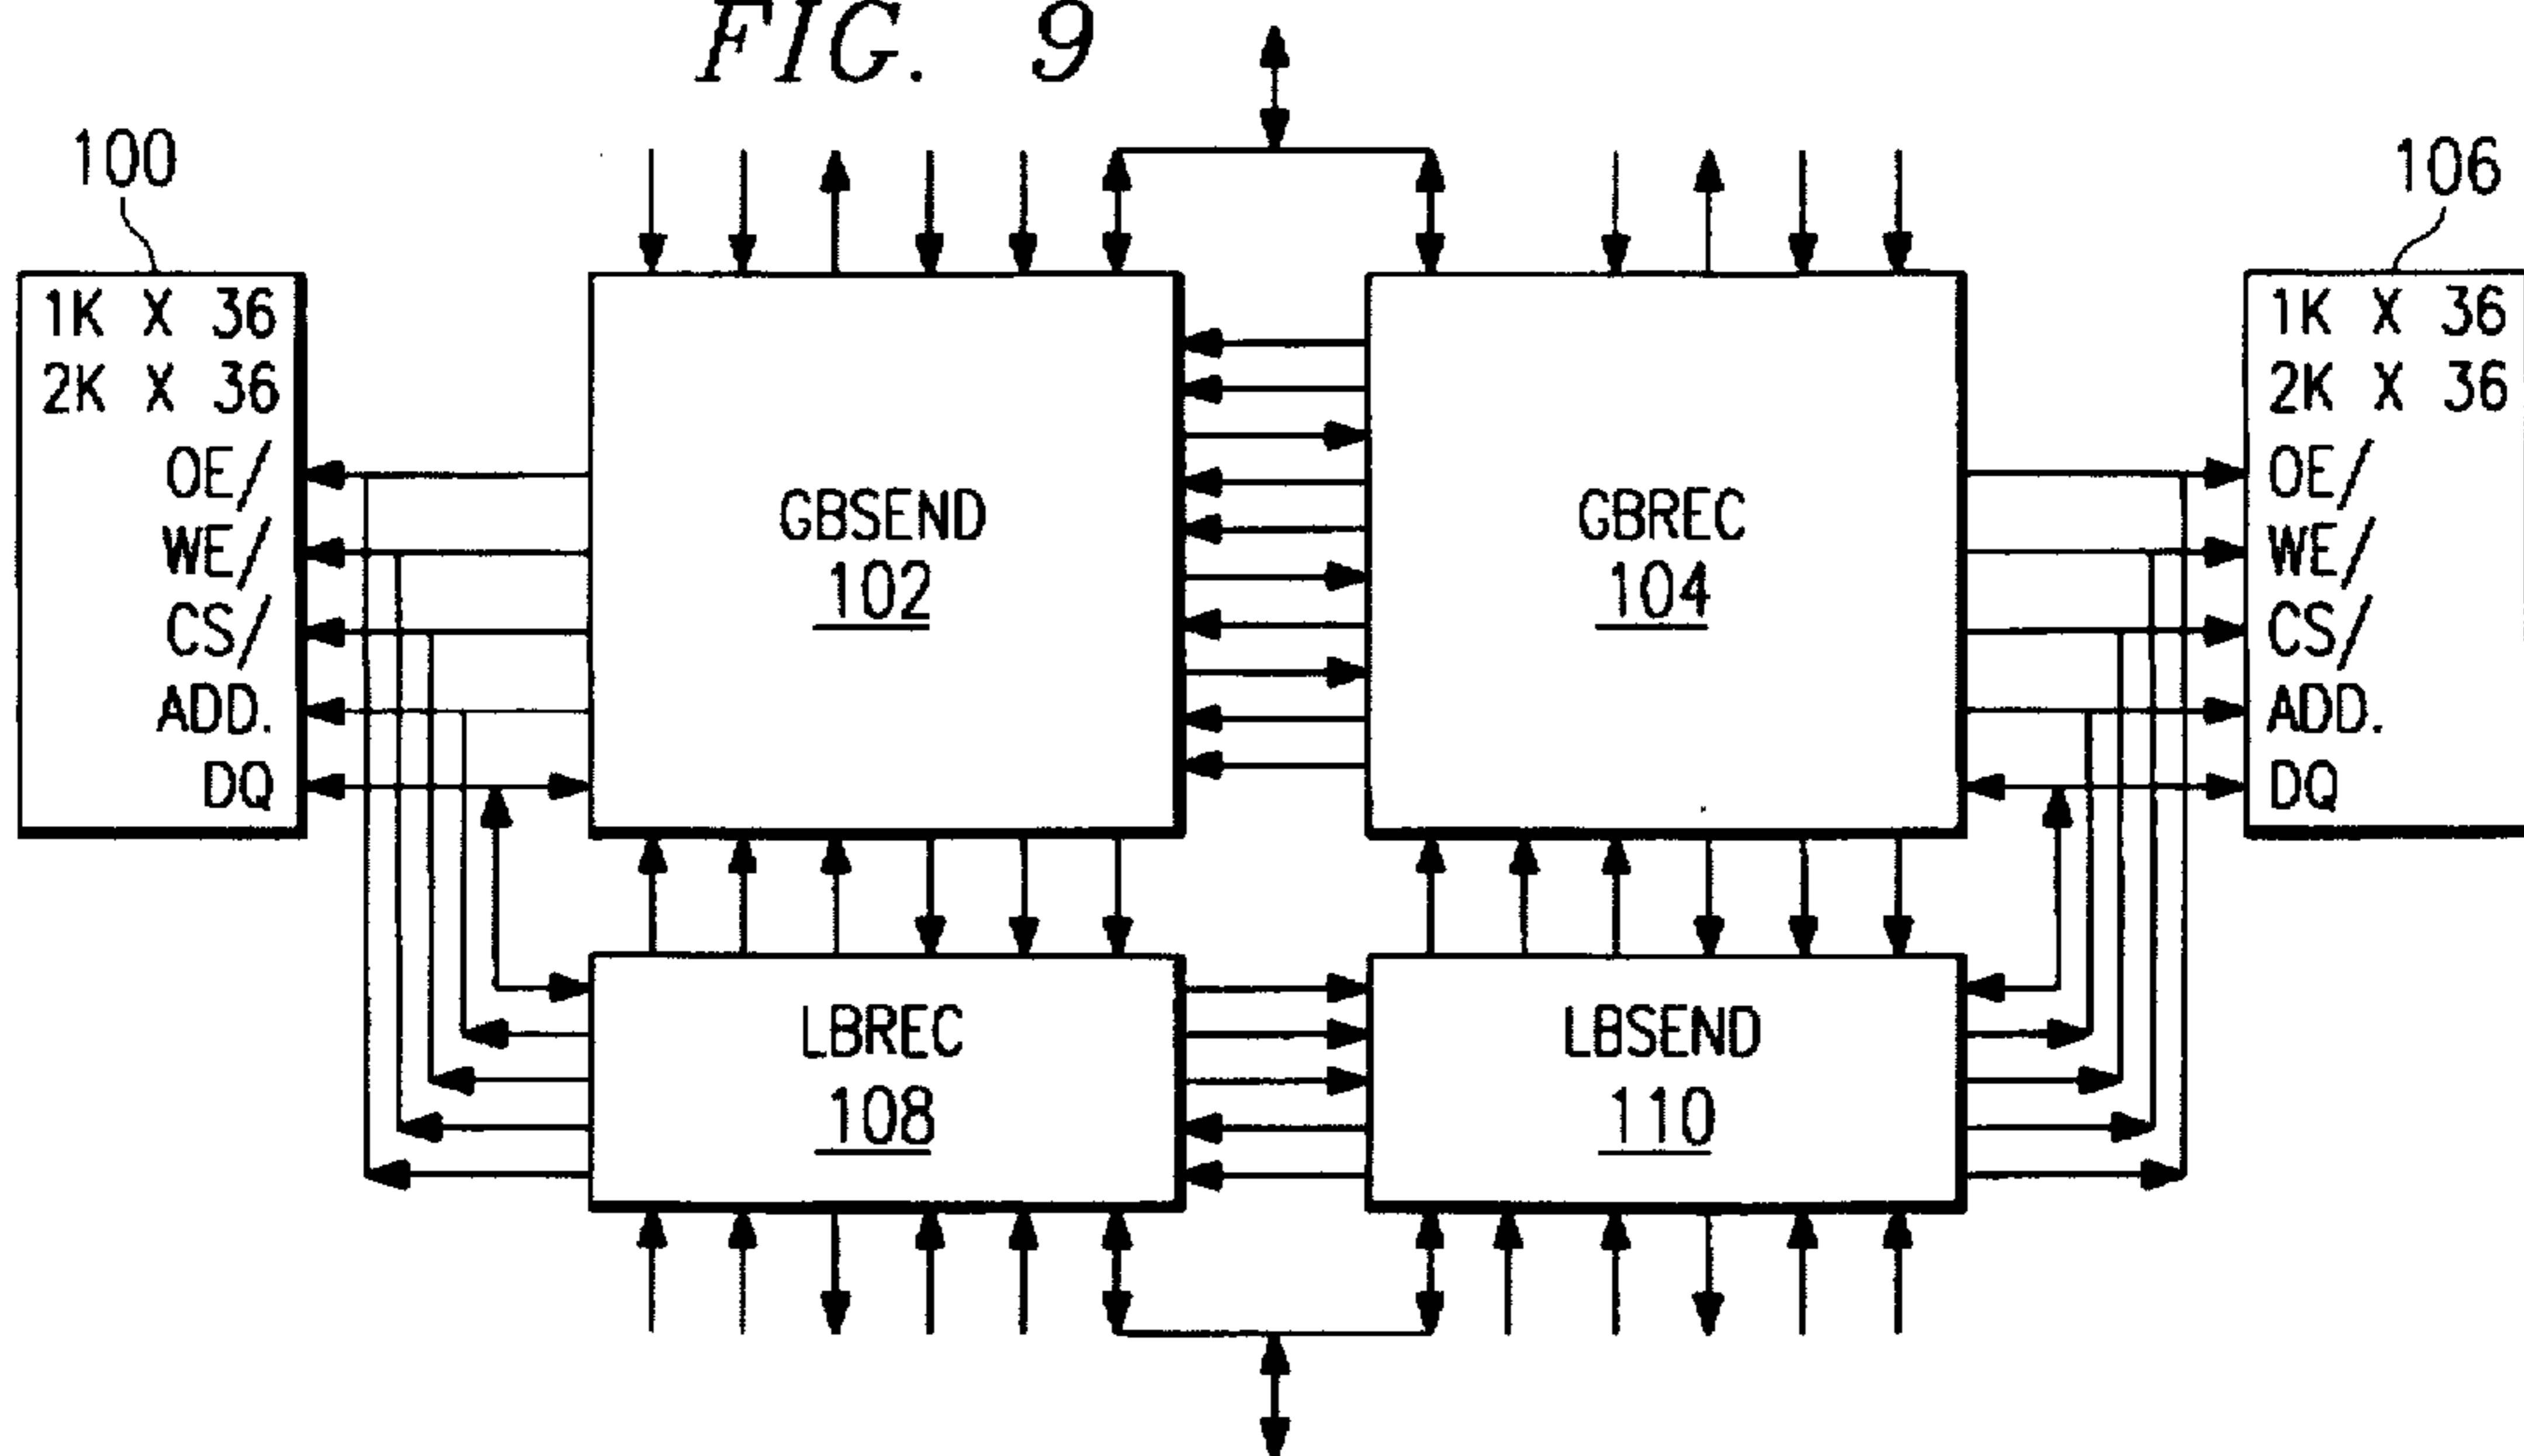 FIG. 9
100
1K X 36
2K X 36
OE/
WE/
CS/
ADD.
DQ
GBSEND
102
GBREC
104
106
1K X 36
2K X 36
OE/
WE/
CS/
ADD.
DQ
LBREC
108
LBSEND
110